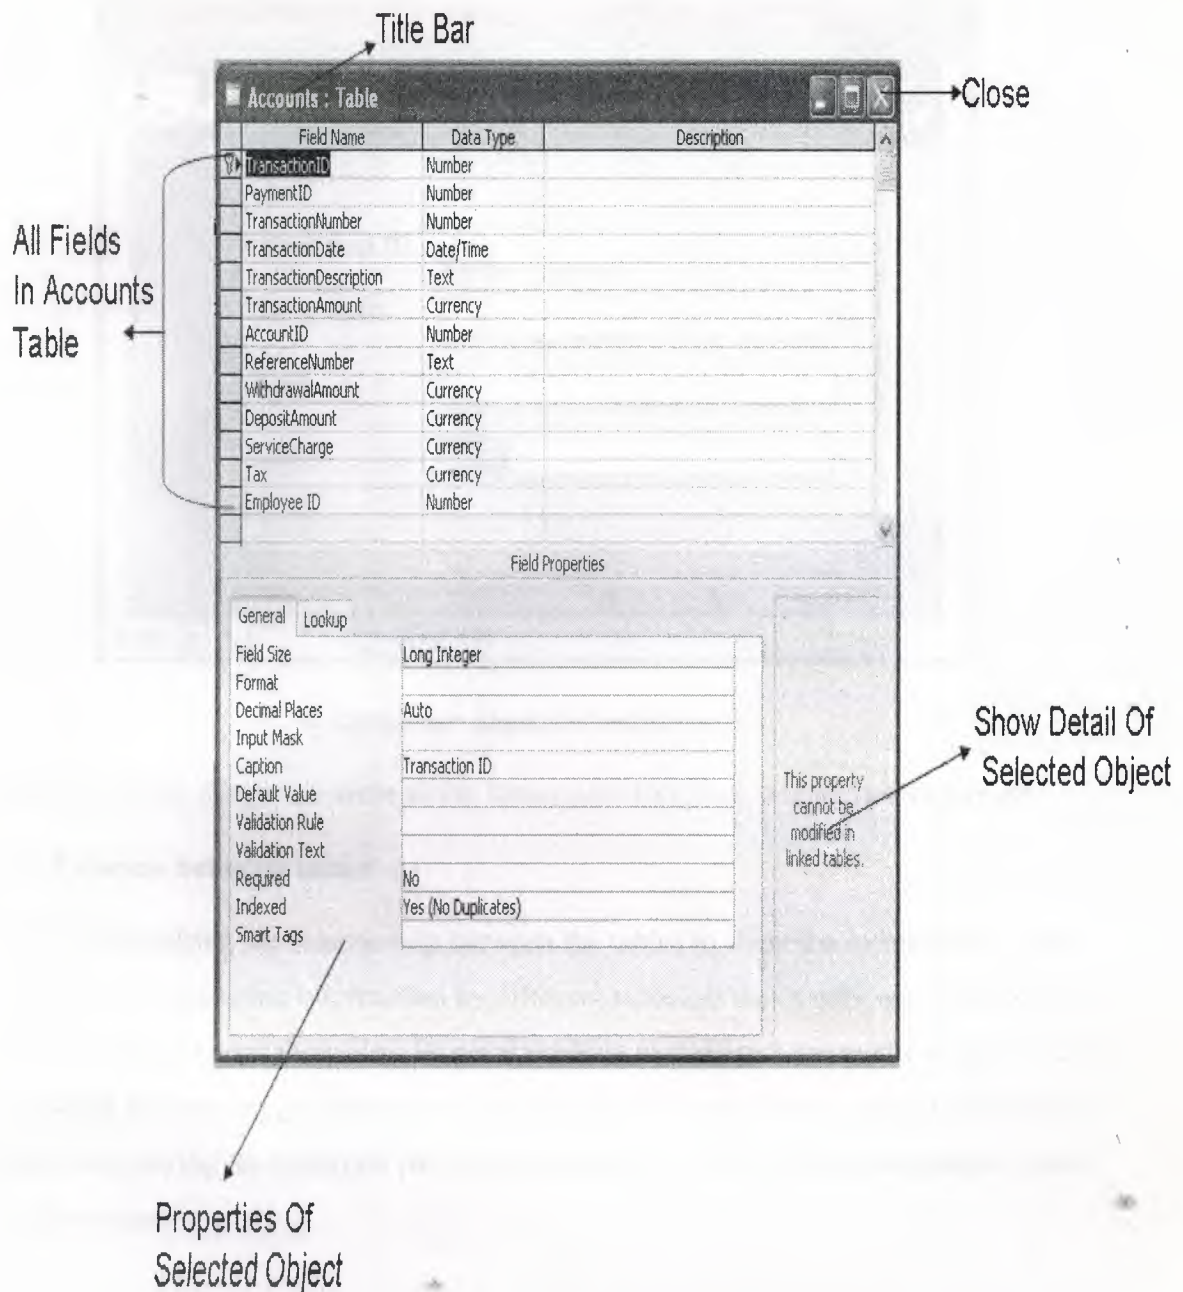 Title Bar
Accounts : Table
Close
Field Name Data Type Description
TransactionID Number
PaymentID Number
TransactionNumber Number
TransactionDate Date/Time
TransactionDescription Text
TransactionAmount Currency
AccountID Number
ReferenceNumber Text
WithdrawalAmount Currency
DepositAmount Currency
ServiceCharge Currency
Tax Currency
Employee ID Number
All Fields
In Accounts
Table
Field Properties
General Lookup
Field Size Long Integer
Format
Decimal Places Auto
Input Mask
Caption Transaction ID
Default Value
Validation Rule
Validation Text
Required No
Indexed Yes (No Duplicates)
Smart Tags
This property
cannot be
modified in
linked tables.
Show Detail Of
Selected Object
Properties Of
Selected Object